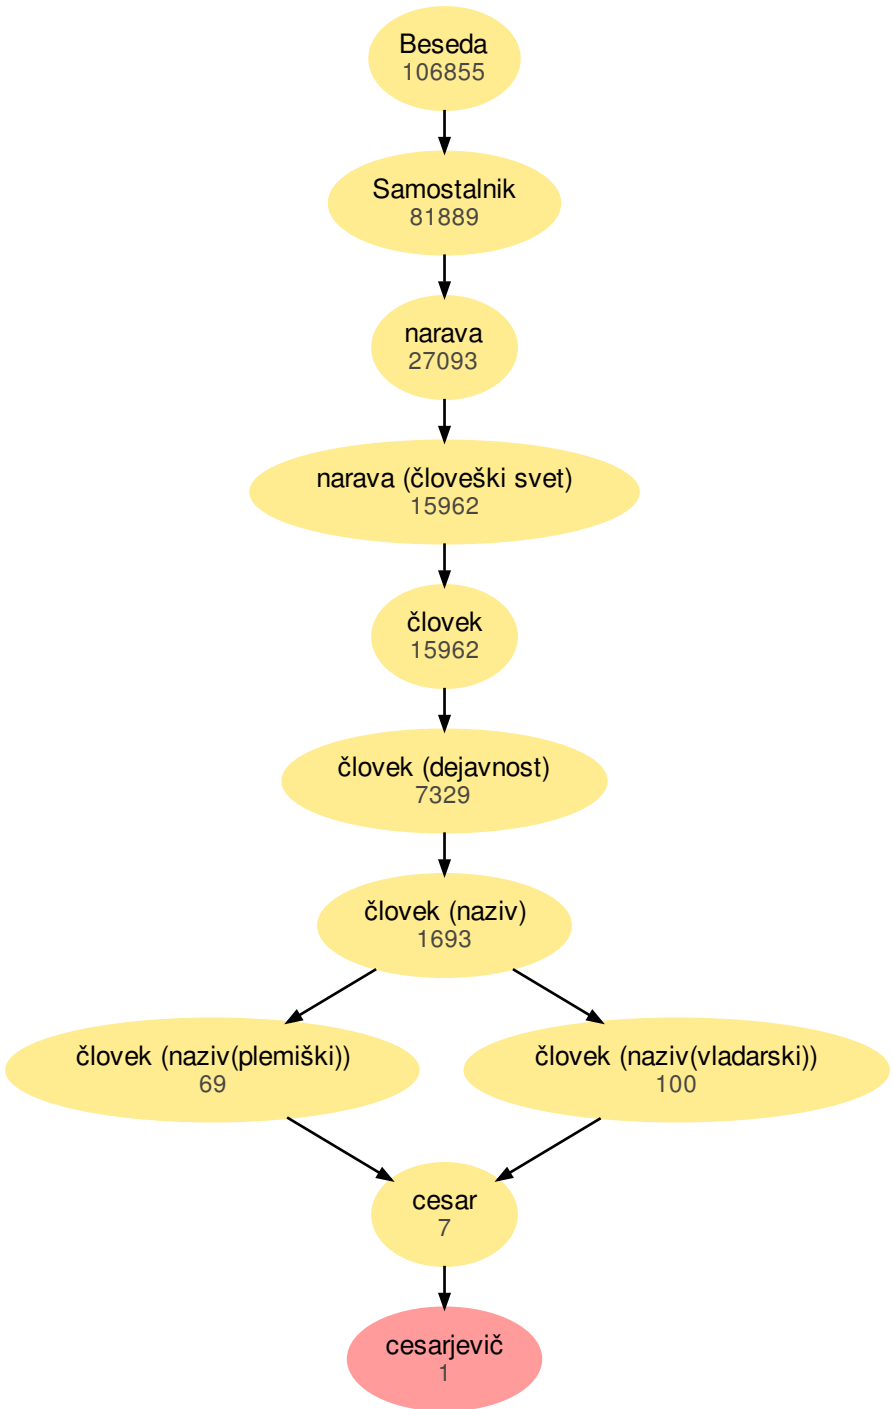 Beseda
106855
Samostalnik
81889
narava
27093
narava (človeški svet)
15962
človek
15962
človek (dejavnost)
7329
človek (naziv)
1693
človek (naziv(plemiški))
69
človek (naziv(vladarski))
100
cesar
7
cesarjevič
1